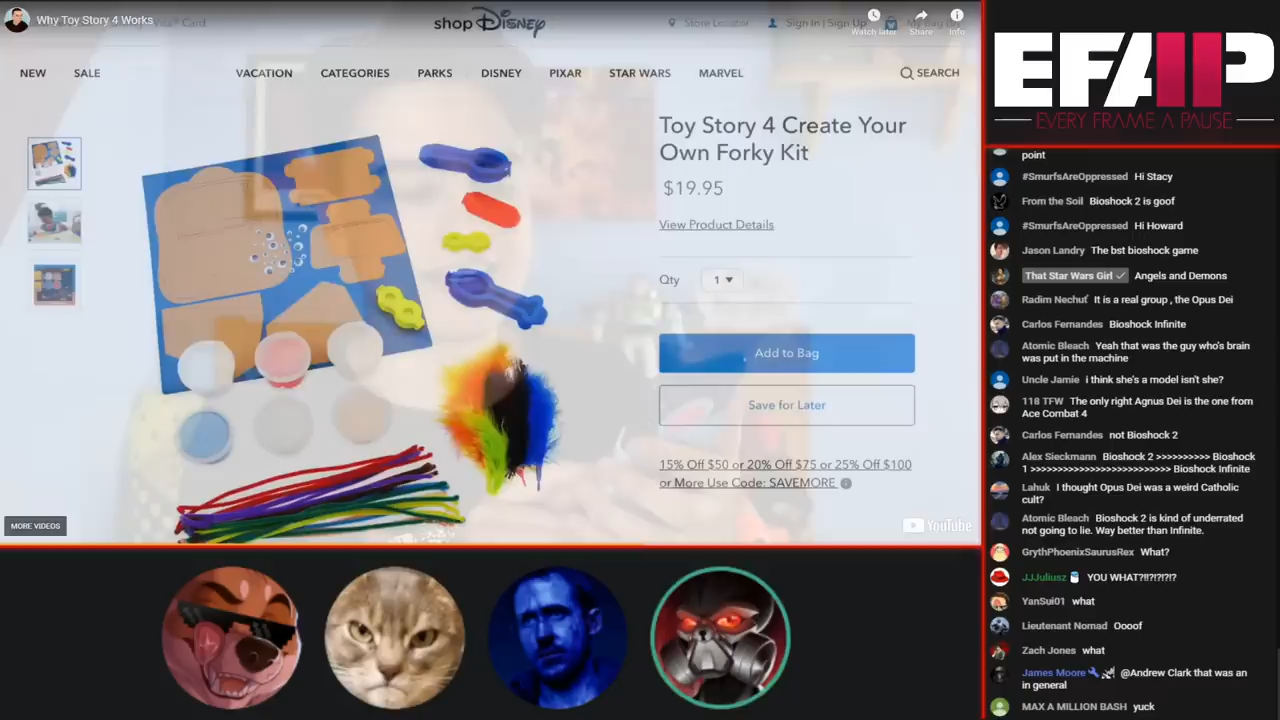 Why Toy Story 4 Works
Visa® Card
shop Disney
Store Locator
Sign In | Sign Up
My Bag
Watch later
Share
Info
NEW
SALE
VACATION
CATEGORIES
PARKS
DISNEY
PIXAR
STAR WARS
MARVEL
SEARCH
Toy Story 4 Create Your
Own Forky Kit
$19.95
View Product Details
Qty
1
Add to Bag
Save for Later
15% Off $50 or 20% Off $75 or 25% Off $100
or More Use Code: SAVEMORE
MORE VIDEOS
YouTube
EFAP
EVERY FRAME A PAUSE
point
#SmurfsAreOppressed Hi Stacy
From the Soil Bioshock 2 is goof
#SmurfsAreOppressed Hi Howard
Jason Landry The bst bioshock game
That Star Wars Girl Angels and Demons
Radim Nechuť It is a real group , the Opus Dei
Carlos Fernandes Bioshock Infinite
Atomic Bleach Yeah that was the guy who's brain
was put in the machine
Uncle Jamie i think she's a model isn't she?
118 TFW The only right Agnus Dei is the one from
Ace Combat 4
Carlos Fernandes not Bioshock 2
Alex Sieckmann Bioshock 2 >>>>>>>>>> Bioshock
1 >>>>>>>>>>>>>>>>>>>>>>>>>> Bioshock Infinite
Lahuk I thought Opus Dei was a weird Catholic
cult?
Atomic Bleach Bioshock 2 is kind of underrated
not going to lie. Way better than Infinite.
GrythPhoenixSaurusRex What?
JJJuliusz YOU WHAT?!!?!?!?!?
YanSui01 what
Lieutenant Nomad Oooof
Zach Jones what
James Moore @Andrew Clark that was an
in general
MAX A MILLION BASH yuck